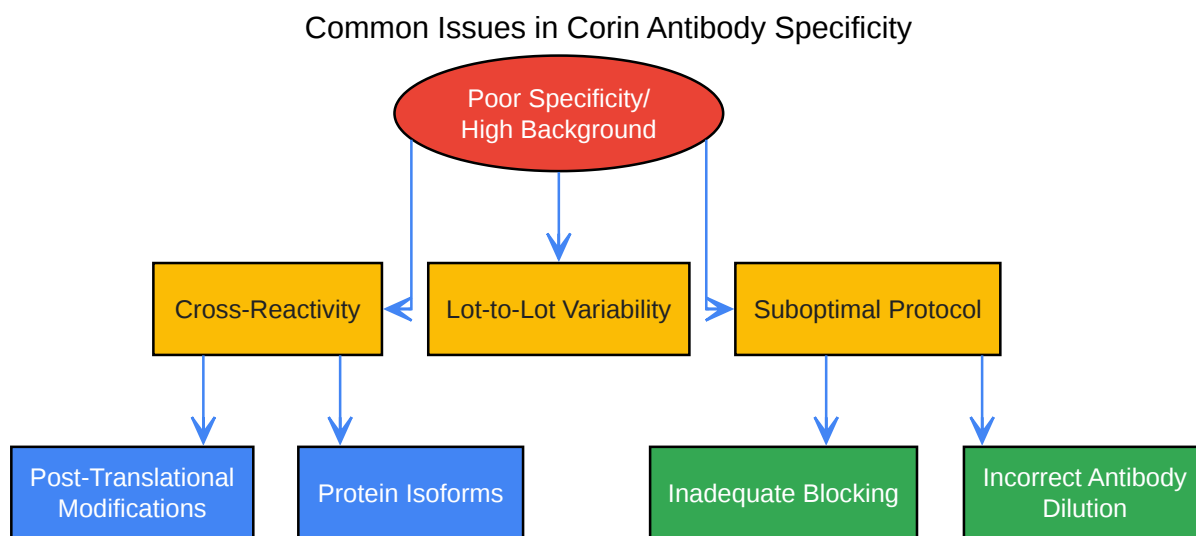 Common Issues in Corin Antibody Specificity
Poor Specificity/
High Background
Cross-Reactivity
Lot-to-Lot Variability
Suboptimal Protocol
Post-Translational
Modifications
Protein Isoforms
Inadequate Blocking
Incorrect Antibody
Dilution